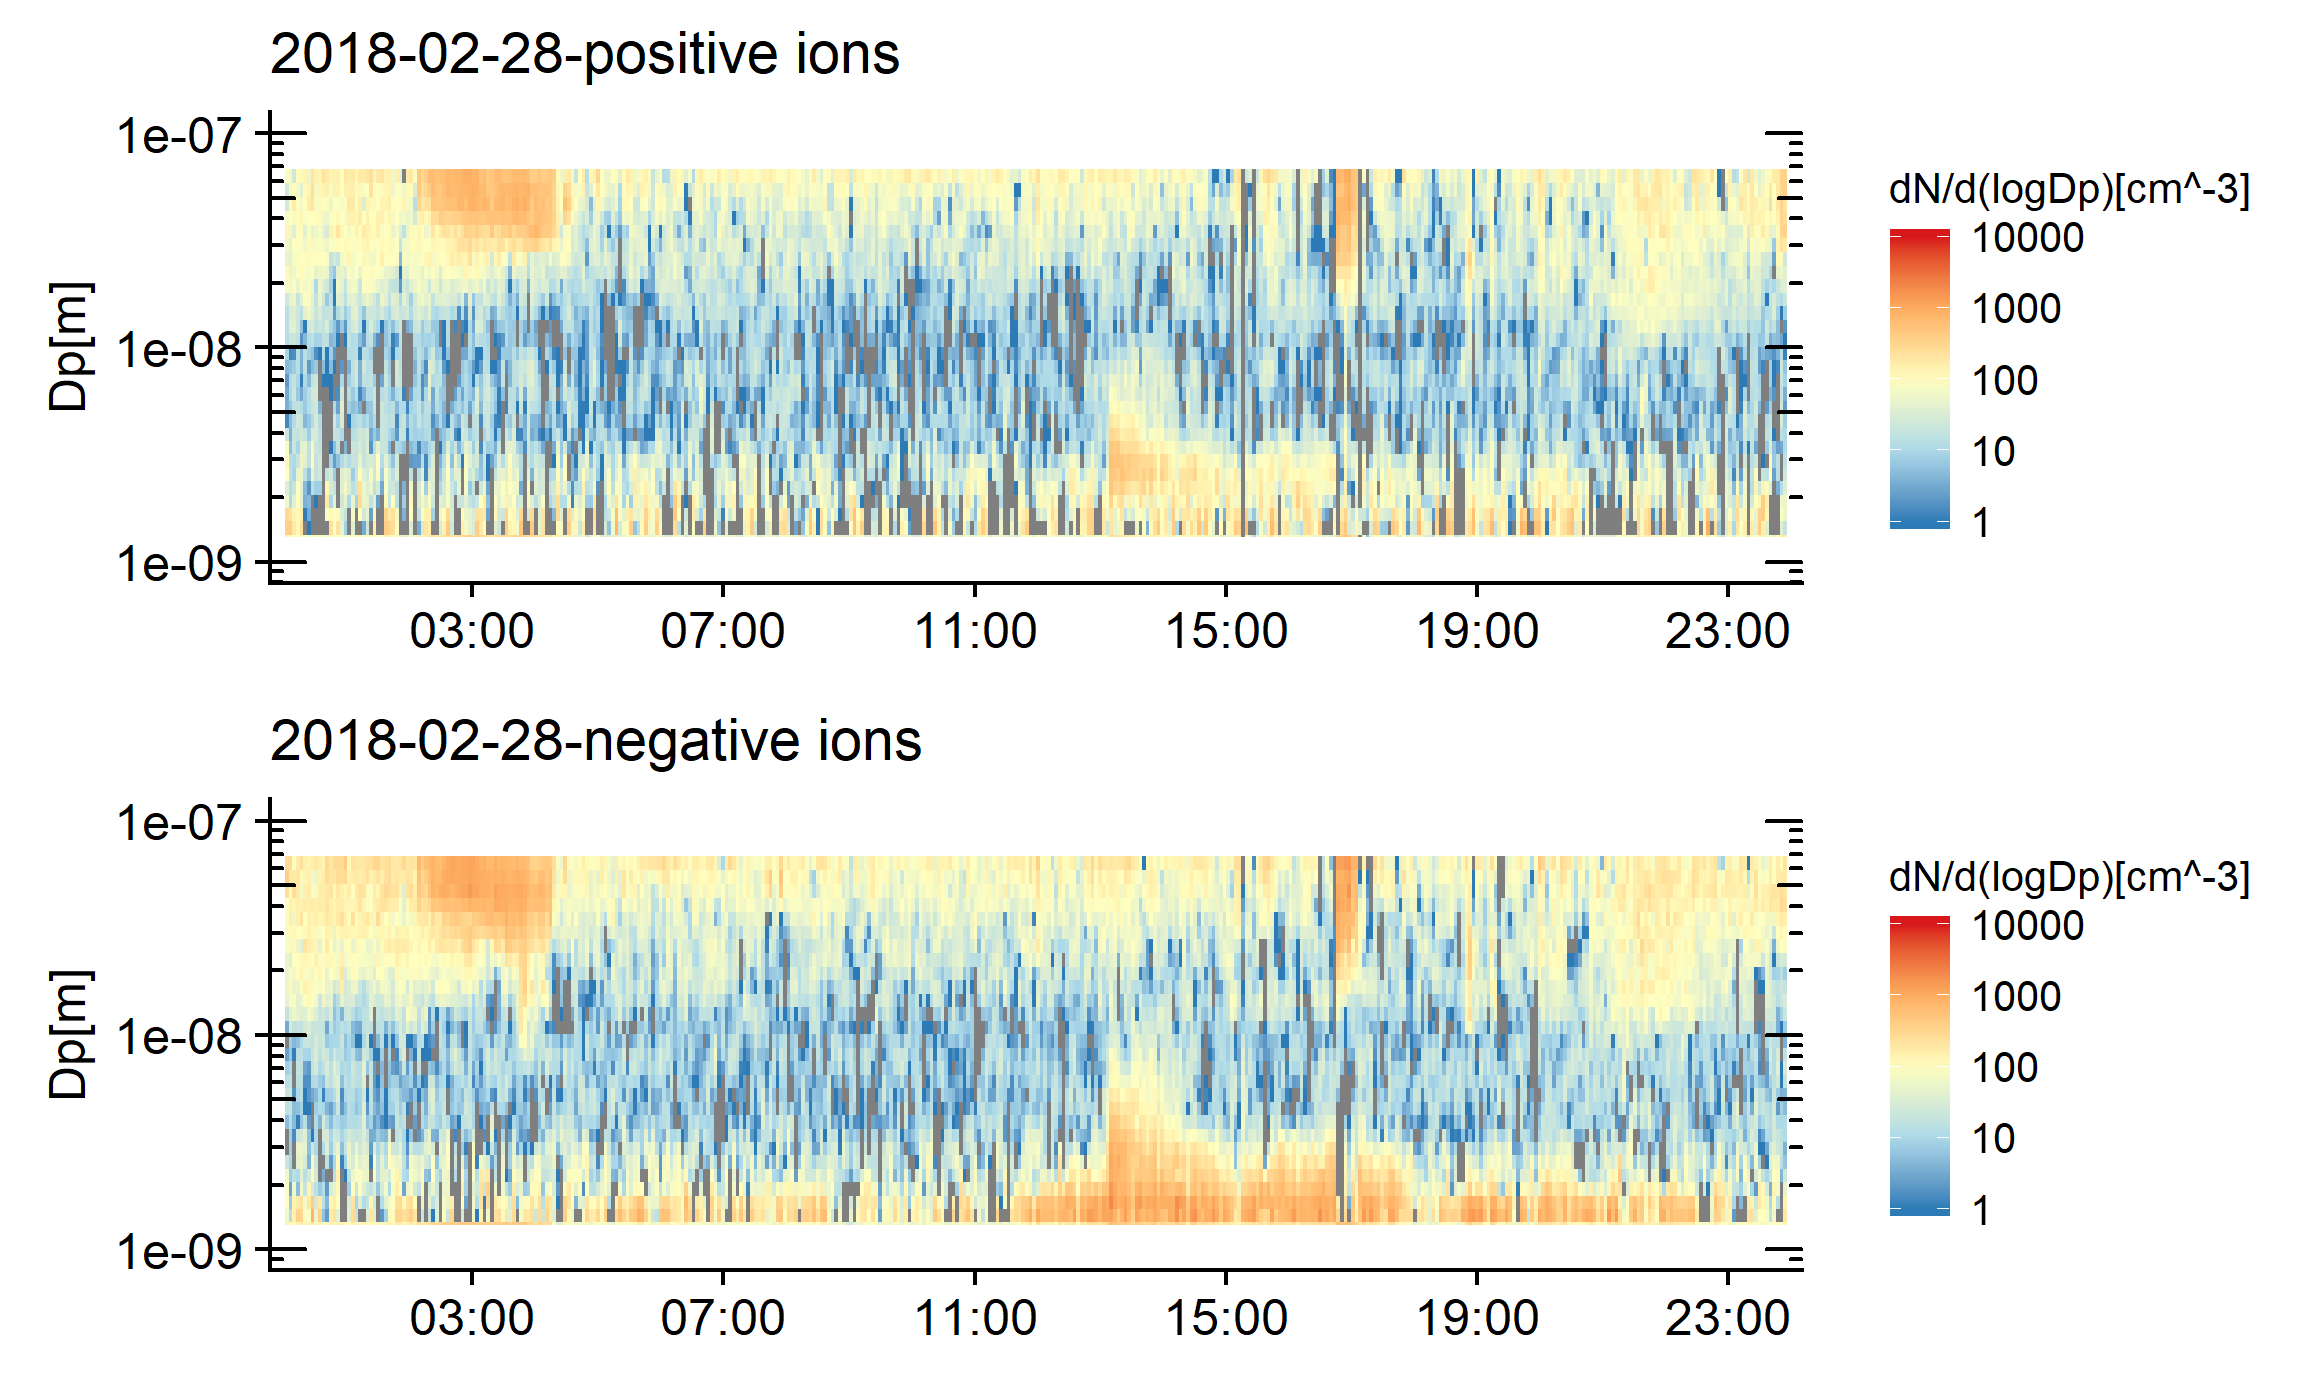 2018-02-28-positive ions
1e-07
1e-08
1e-09
Dp[m]
03:00 07:00 11:00 15:00 19:00 23:00
dN/d(logDp)[cm^-3]
10000
1000
100
10
1
2018-02-28-negative ions
1e-07
1e-08
1e-09
Dp[m]
03:00 07:00 11:00 15:00 19:00 23:00
dN/d(logDp)[cm^-3]
10000
1000
100
10
1